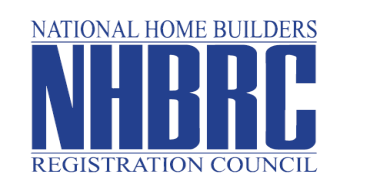 NATIONAL HOME BUILDERS
NHBRC
REGISTRATION COUNCIL